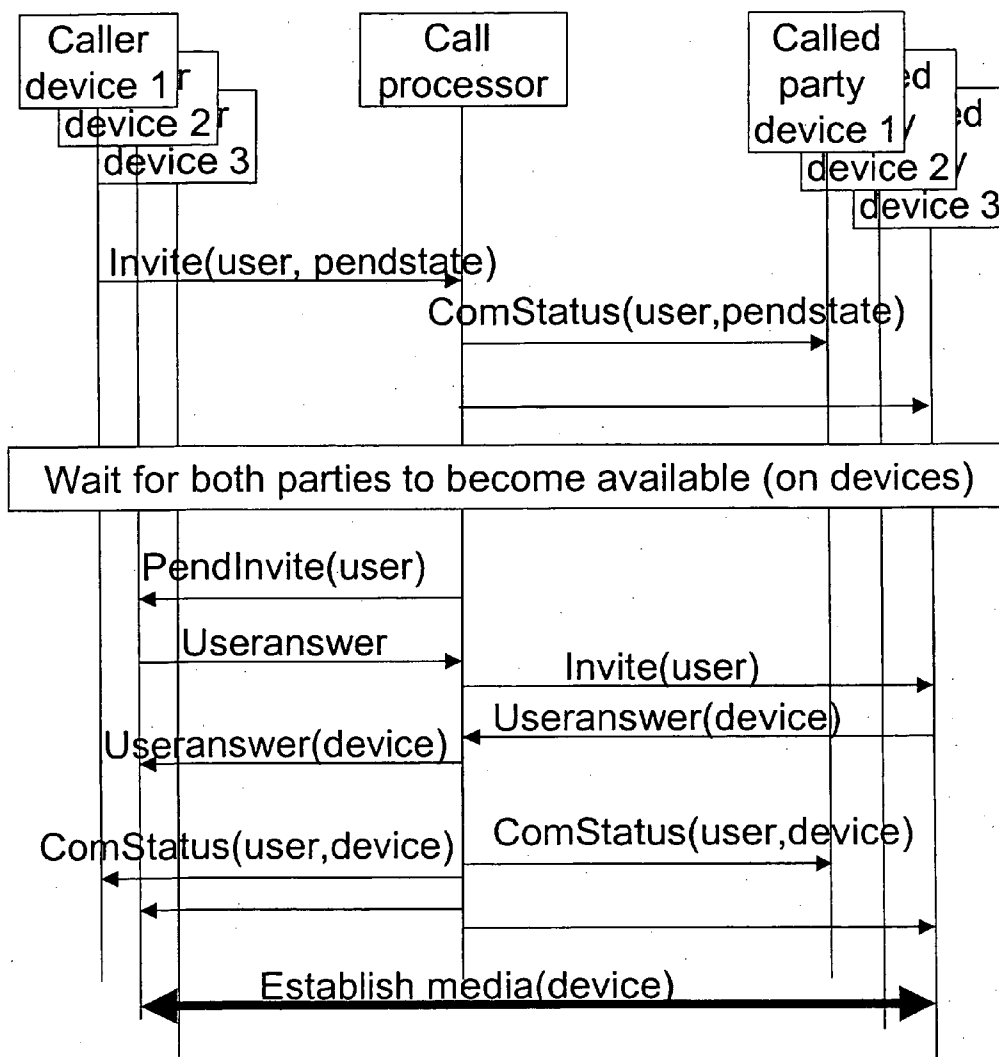 Caller
device 1
r
device 2
r
device 3
Call
processor
Called
party
device 1
ed
y
device 2
ed
y
device 3
Invite(user, pendstate)
ComStatus(user,pendstate)
Wait for both parties to become available (on devices)
PendInvite(user)
Useranswer
Invite(user)
Useranswer(device)
Useranswer(device)
ComStatus(user,device)
ComStatus(user,device)
Establish media(device)